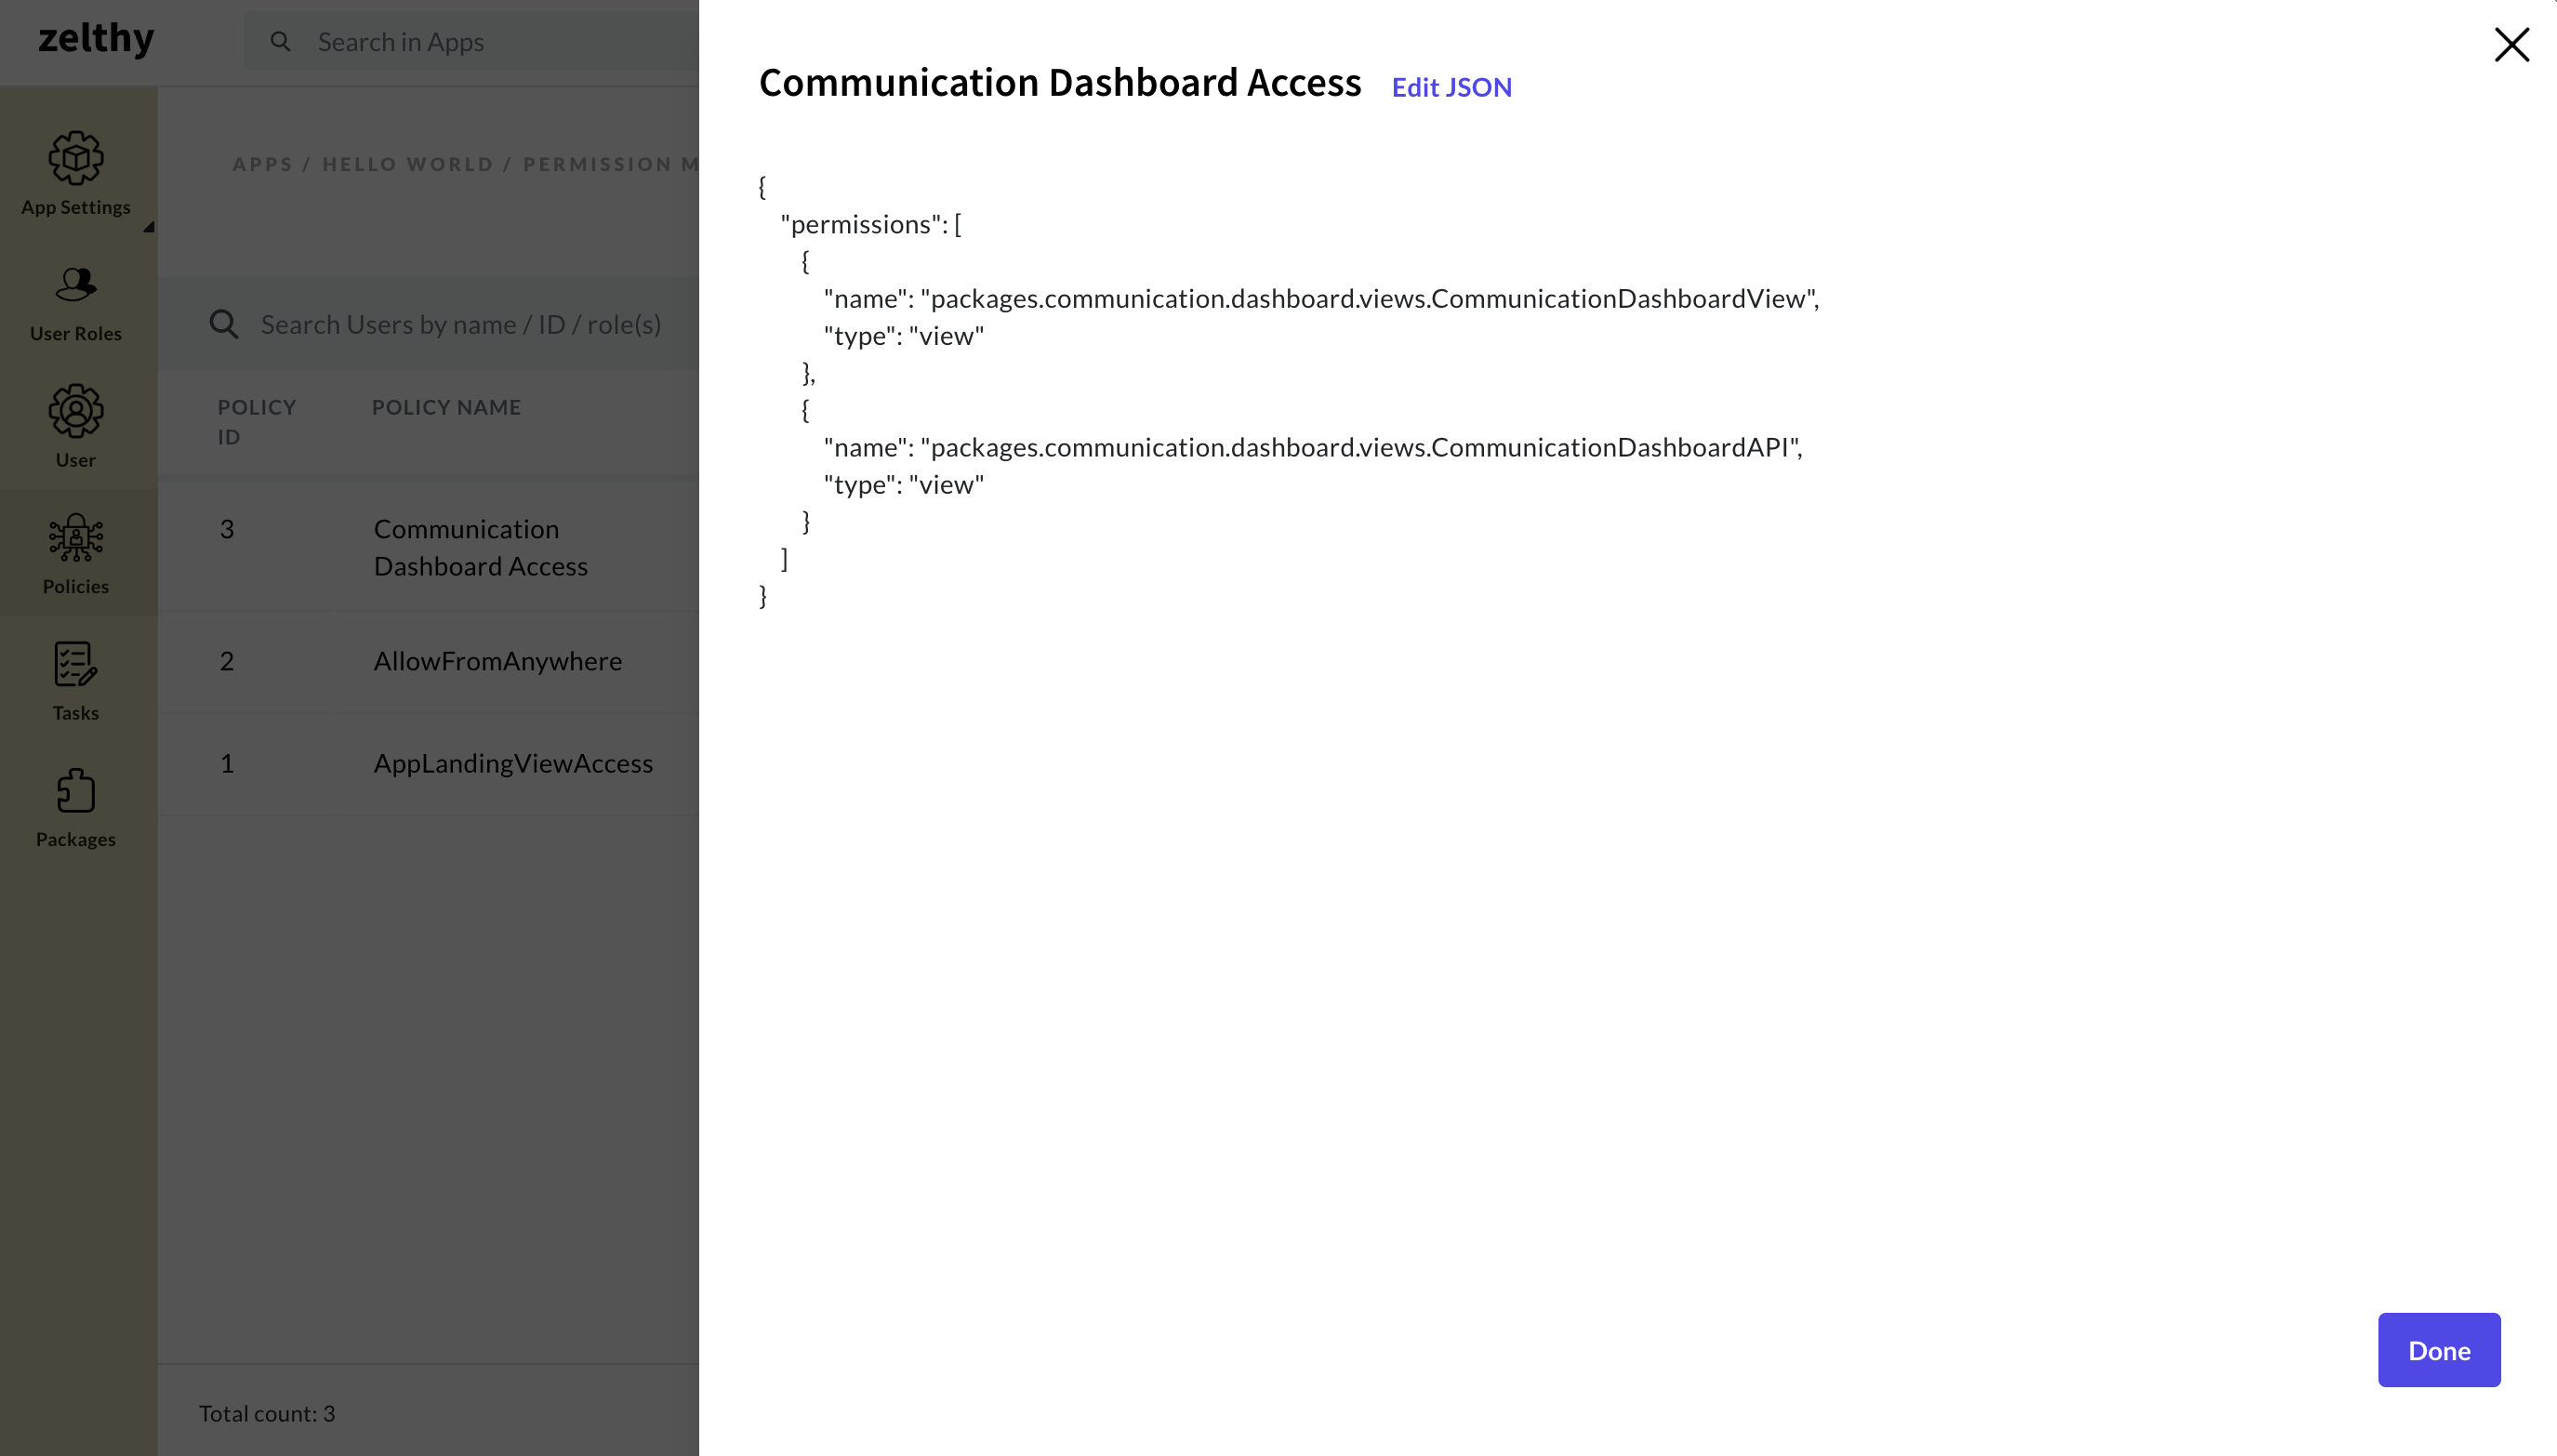 zelthy
Search in Apps
App Settings
User Roles
User
Policies
Tasks
Packages
APPS / HELLO WORLD / PERMISSION M
Search Users by name / ID / role(s)
POLICY ID
POLICY NAME
3
Communication
Dashboard Access
2
AllowFromAnywhere
1
AppLandingViewAccess
Total count: 3
Communication Dashboard Access
Edit JSON
{
"permissions": [
{
"name": "packages.communication.dashboard.views.CommunicationDashboardView",
"type": "view"
},
{
"name": "packages.communication.dashboard.views.CommunicationDashboardAPI",
"type": "view"
}
]
}
Done